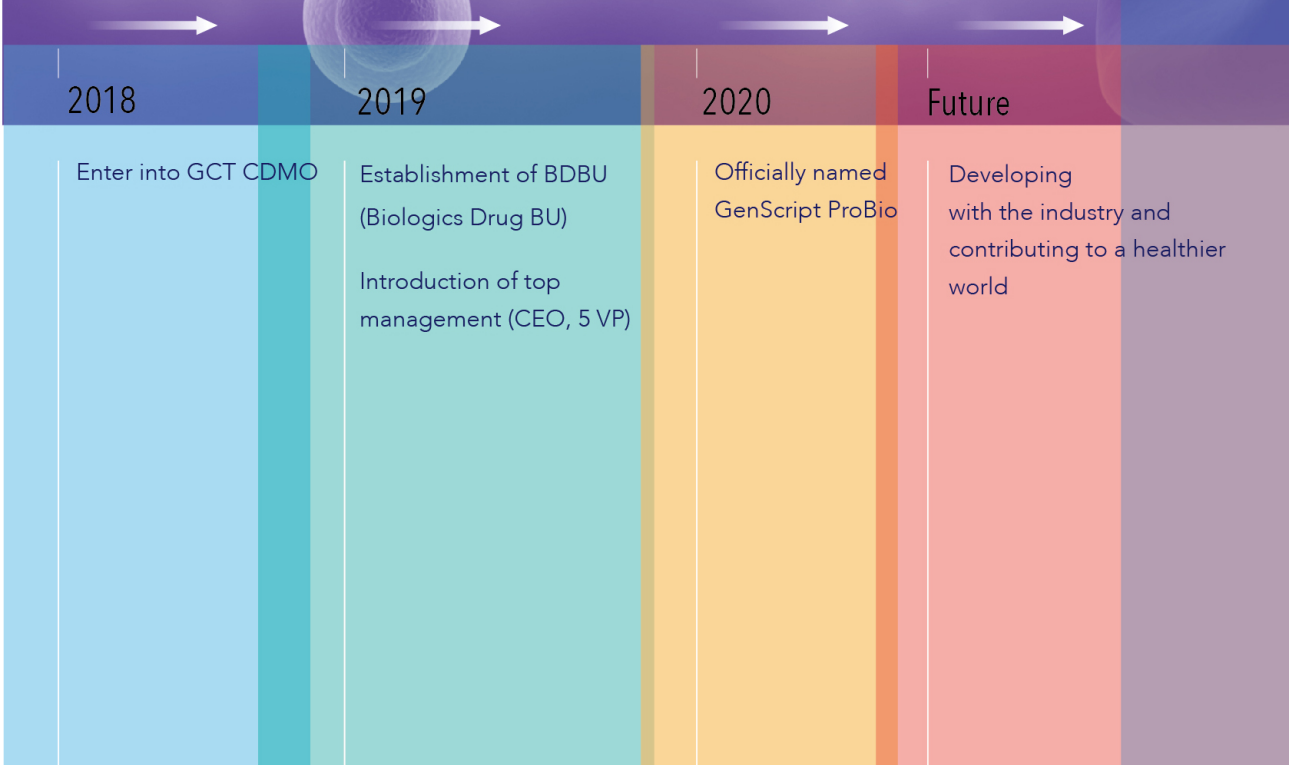 2018
Enter into GCT CDMO
2019
Establishment of BDBU
(Biologics Drug BU)
Introduction of top
management (CEO, 5 VP)
2020
Officially named
GenScript ProBio
Future
Developing
with the industry and
contributing to a healthier
world